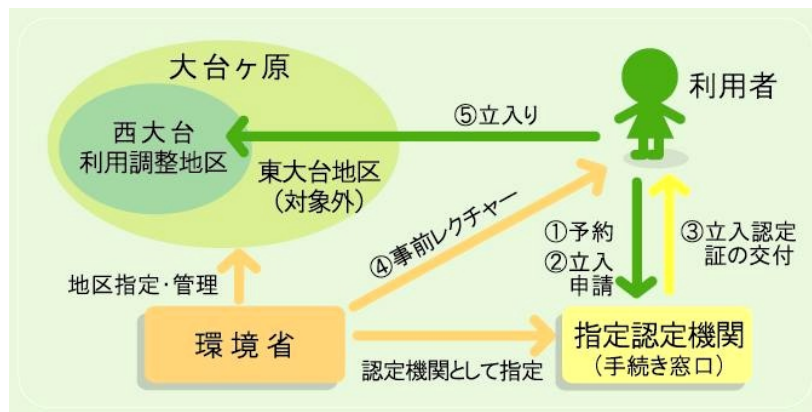 大台ヶ原
西大台
利用調整地区
東大台地区
（対象外）
⑤立入り
利用者
④事前レクチャー
①予約
②立入
申請
③立入認定
証の交付
地区指定・管理
環境省
認定機関として指定
指定認定機関
（手続き窓口）